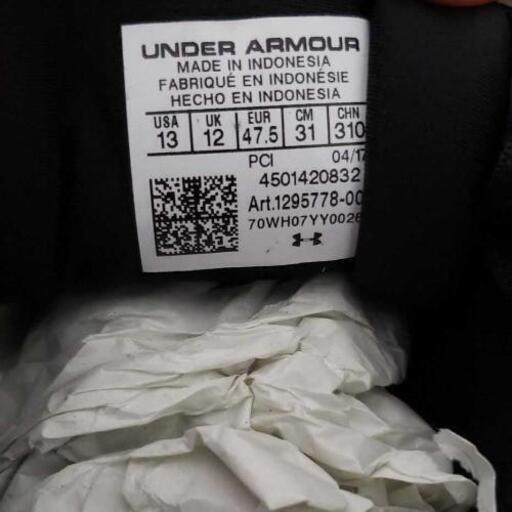 UNDER ARMOUR
MADE IN INDONESIA
FABRIQUÉ EN INDONÉSIE
HECHO EN INDONESIA
USA UK EUR CM CHN
13 12 47.5 31 310
PCI 04/17
4501420832
Art.1295778-00
70WH07YY0026